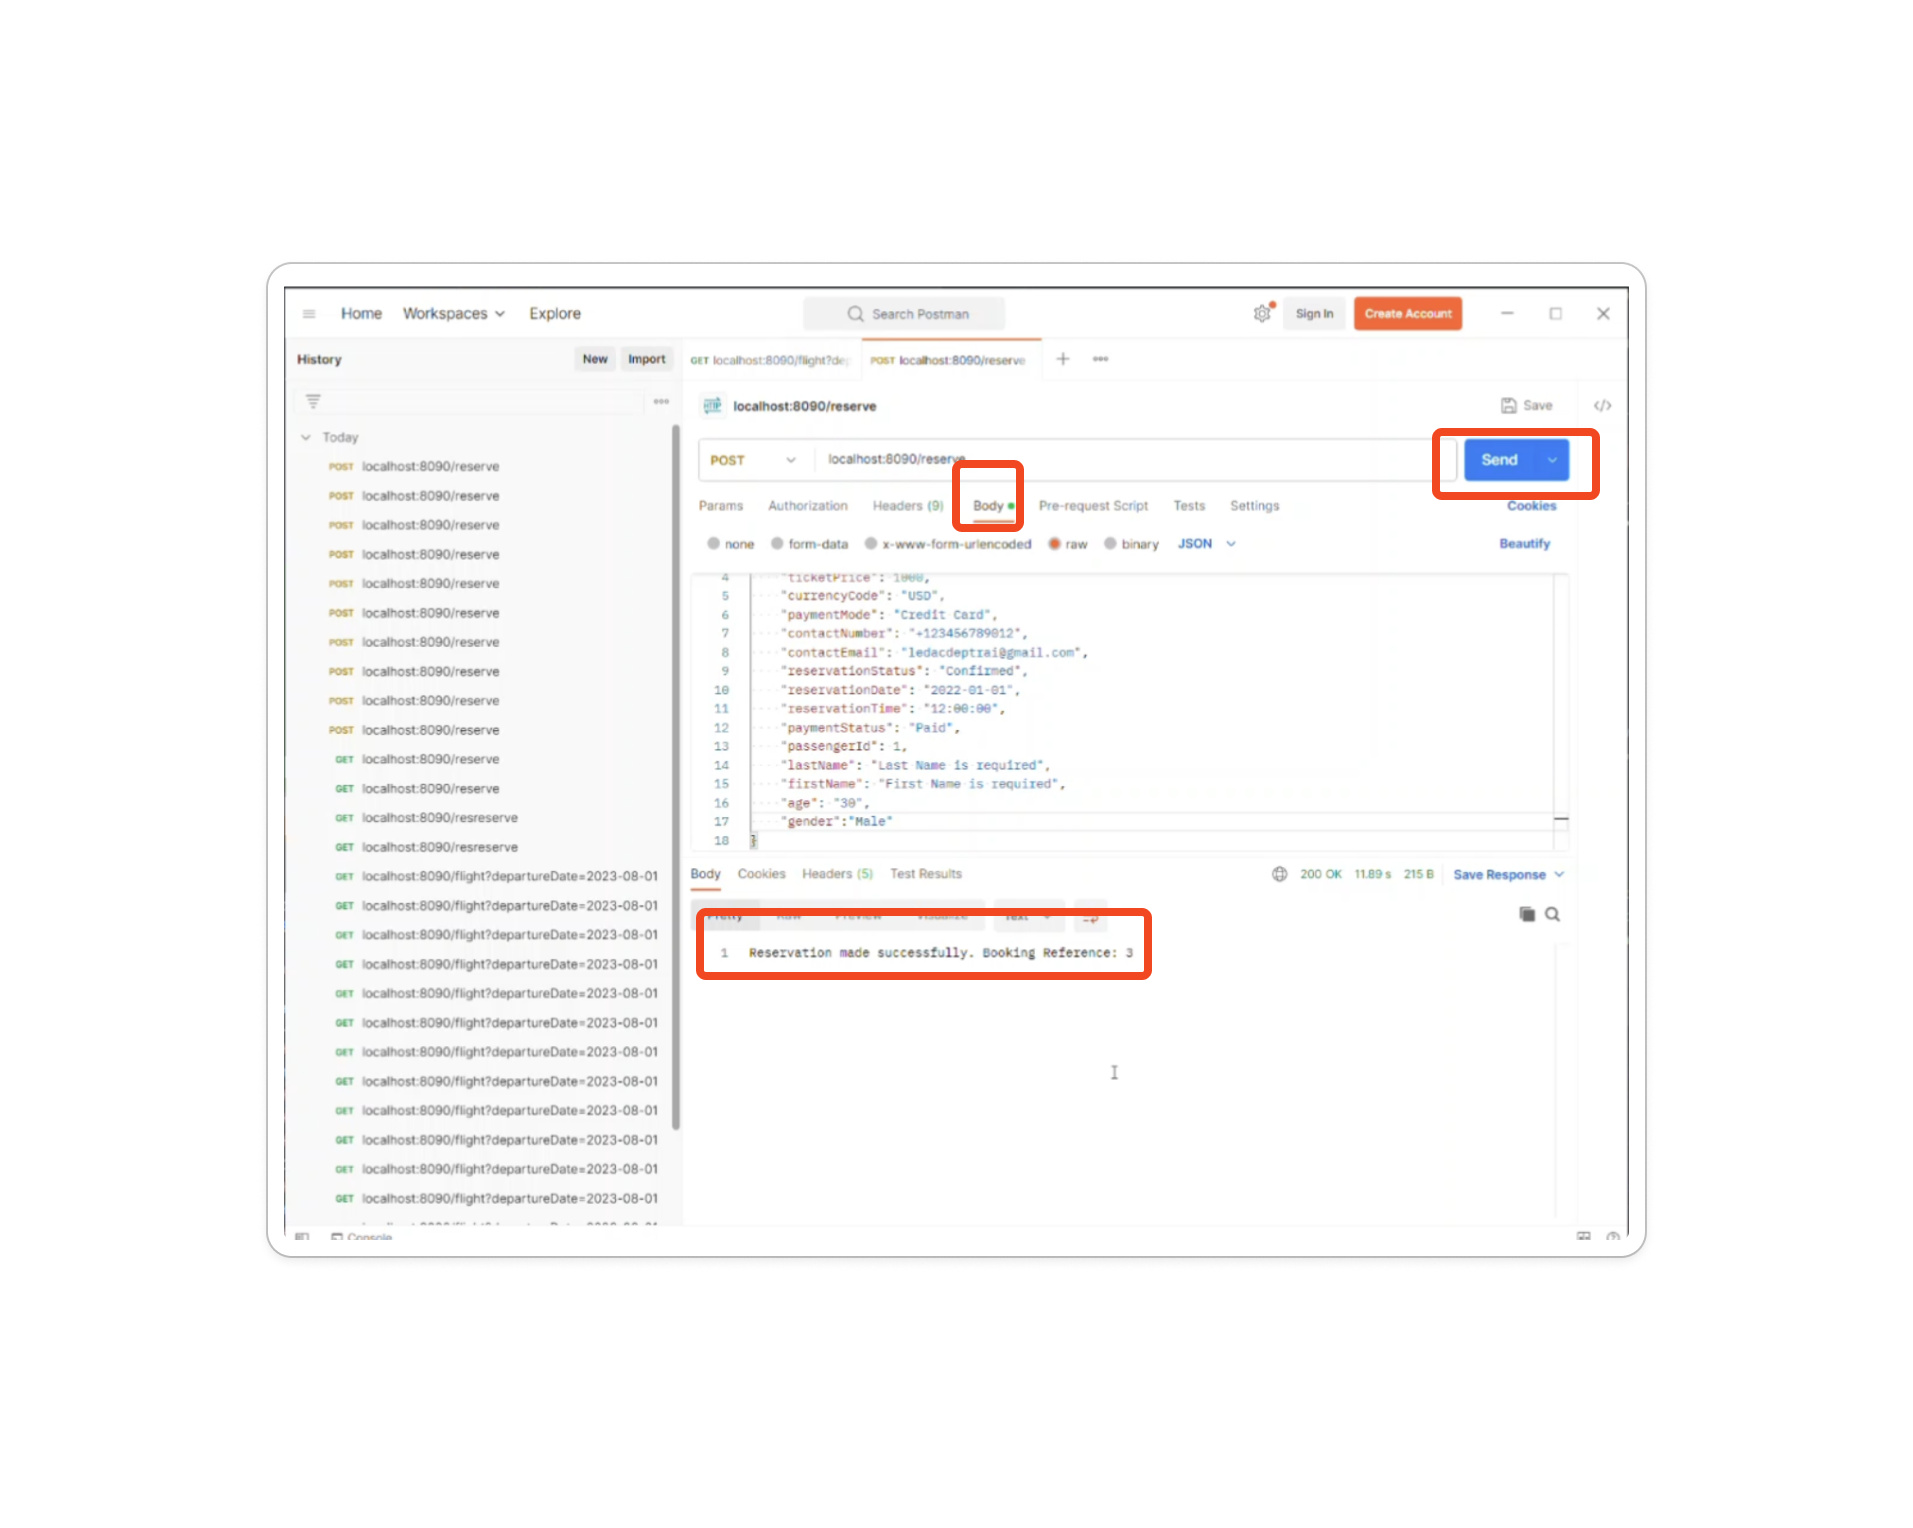 Home Workspaces Explore Search Postman Sign In Create Account
History New Import GET localhost:8090/flight?dep POST localhost:8090/reserve
localhost:8090/reserve Save </>
Today
POST localhost:8090/reserve
POST localhost:8090/reserve
POST localhost:8090/reserve
POST localhost:8090/reserve
POST localhost:8090/reserve
POST localhost:8090/reserve
POST localhost:8090/reserve
POST localhost:8090/reserve
POST localhost:8090/reserve
POST localhost:8090/reserve
GET localhost:8090/reserve
GET localhost:8090/reserve
GET localhost:8090/resreserve
GET localhost:8090/resreserve
GET localhost:8090/flight?departureDate=2023-08-01
GET localhost:8090/flight?departureDate=2023-08-01
GET localhost:8090/flight?departureDate=2023-08-01
GET localhost:8090/flight?departureDate=2023-08-01
GET localhost:8090/flight?departureDate=2023-08-01
GET localhost:8090/flight?departureDate=2023-08-01
GET localhost:8090/flight?departureDate=2023-08-01
GET localhost:8090/flight?departureDate=2023-08-01
GET localhost:8090/flight?departureDate=2023-08-01
GET localhost:8090/flight?departureDate=2023-08-01
GET localhost:8090/flight?departureDate=2023-08-01
GET localhost:8090/flight?departureDate=2023-08-01
Console
POST localhost:8090/reserve Send
Params Authorization Headers (9) Body Pre-request Script Tests Settings Cookies
none form-data x-www-form-urlencoded raw binary JSON Beautify
4 "ticketPrice": 1000,
5 "currencyCode": "USD",
6 "paymentMode": "Credit Card",
7 "contactNumber": "+123456789012",
8 "contactEmail": "ledacdeptrai@gmail.com",
9 "reservationStatus": "Confirmed",
10 "reservationDate": "2022-01-01",
11 "reservationTime": "12:00:00",
12 "paymentStatus": "Paid",
13 "passengerId": 1,
14 "lastName": "Last Name is required",
15 "firstName": "First Name is required",
16 "age": "30",
17 "gender":"Male"
18 }
Body Cookies Headers (5) Test Results 200 OK 11.89 s 215 B Save Response
Pretty Raw Preview Visualize Text
1 Reservation made successfully. Booking Reference: 3